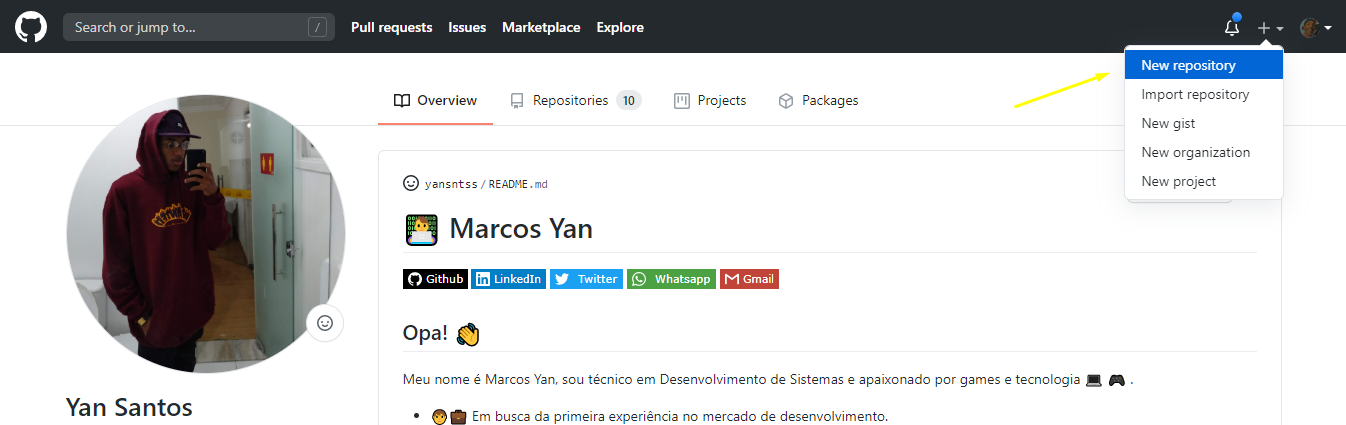 Search or jump to... / Pull requests Issues Marketplace Explore
New repository
Import repository
New gist
New organization
New project
Overview Repositories 10 Projects Packages
yansntss/README.md
Marcos Yan
Github LinkedIn Twitter Whatsapp Gmail
Opa!
Meu nome é Marcos Yan, sou técnico em Desenvolvimento de Sistemas e apaixonado por games e tecnologia .
Em busca da primeira experiência no mercado de desenvolvimento.
Yan Santos